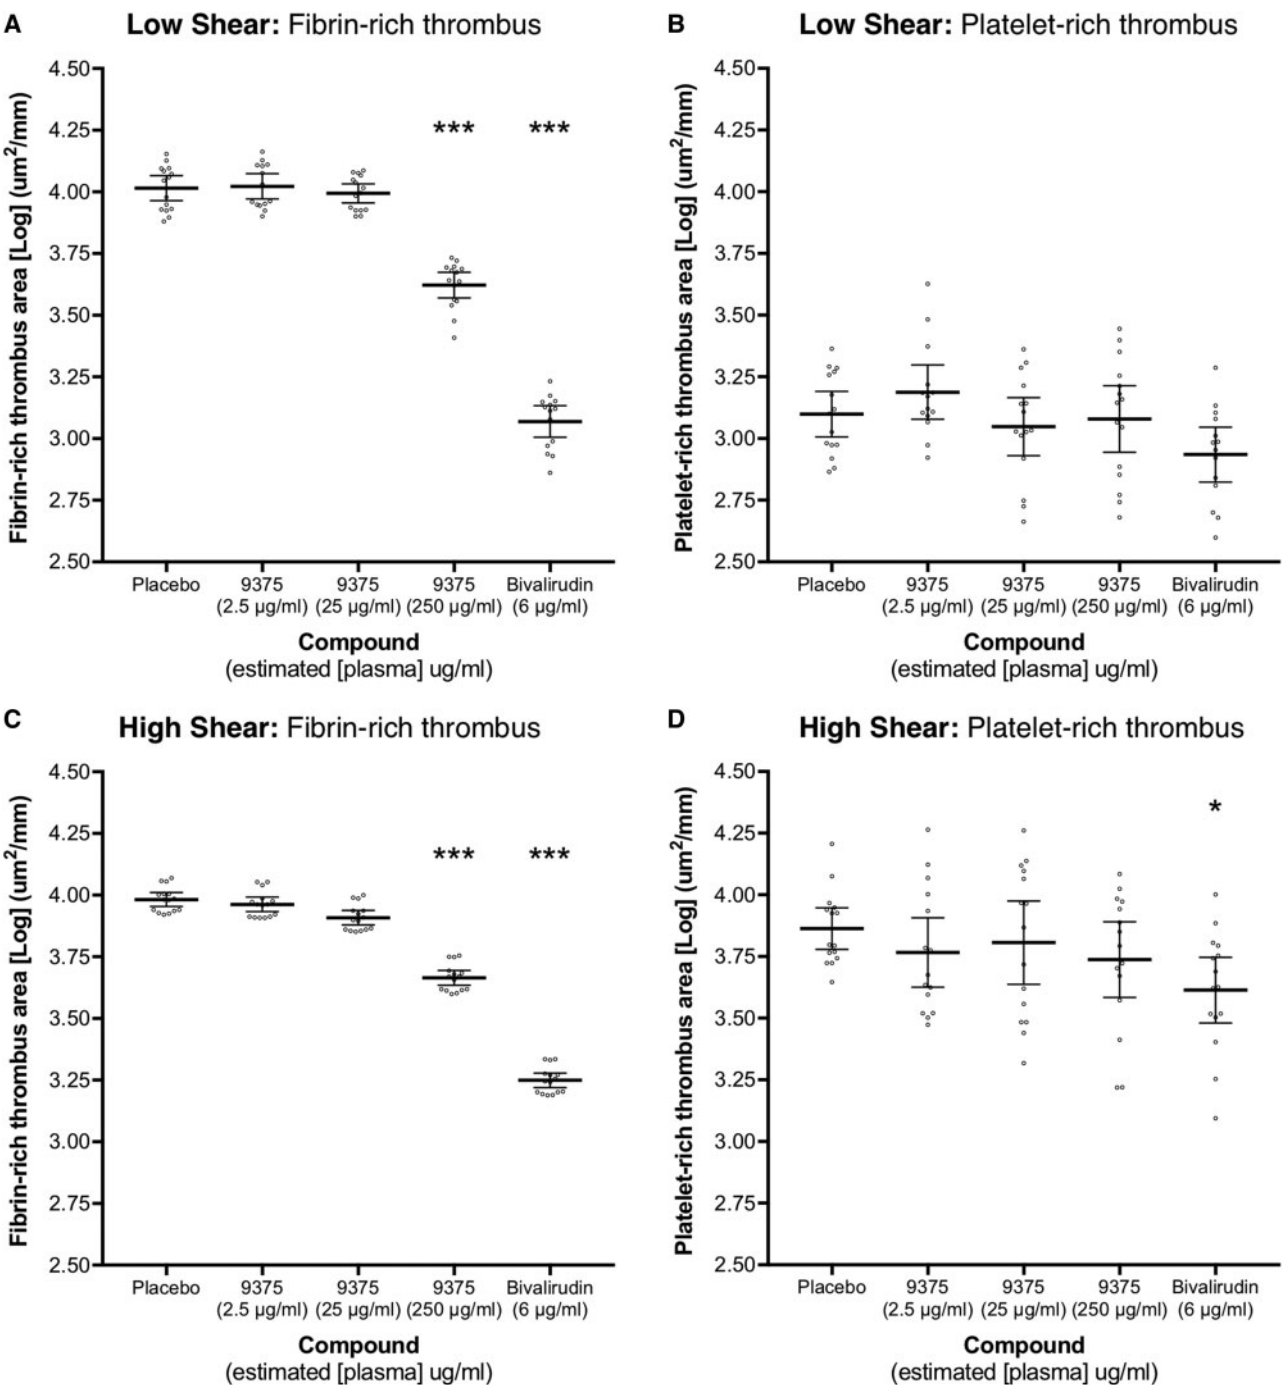 A
Low Shear: Fibrin-rich thrombus
Fibrin-rich thrombus area [Log] (um²/mm)
4.50
4.25
4.00
3.75
3.50
3.25
3.00
2.75
2.50
*** ***
Placebo 9375 9375 9375 Bivalirudin
(2.5 µg/ml) (25 µg/ml) (250 µg/ml) (6 µg/ml)
Compound
(estimated [plasma] ug/ml)
B
Low Shear: Platelet-rich thrombus
Platelet-rich thrombus area [Log] (um²/mm)
4.50
4.25
4.00
3.75
3.50
3.25
3.00
2.75
2.50
Placebo 9375 9375 9375 Bivalirudin
(2.5 µg/ml) (25 µg/ml) (250 µg/ml) (6 µg/ml)
Compound
(estimated [plasma] ug/ml)
C
High Shear: Fibrin-rich thrombus
Fibrin-rich thrombus area [Log] (um²/mm)
4.50
4.25
4.00
3.75
3.50
3.25
3.00
2.75
2.50
*** ***
Placebo 9375 9375 9375 Bivalirudin
(2.5 µg/ml) (25 µg/ml) (250 µg/ml) (6 µg/ml)
Compound
(estimated [plasma] ug/ml)
D
High Shear: Platelet-rich thrombus
Platelet-rich thrombus area [Log] (um²/mm)
4.50
4.25
4.00
3.75
3.50
3.25
3.00
2.75
2.50
*
Placebo 9375 9375 9375 Bivalirudin
(2.5 µg/ml) (25 µg/ml) (250 µg/ml) (6 µg/ml)
Compound
(estimated [plasma] ug/ml)